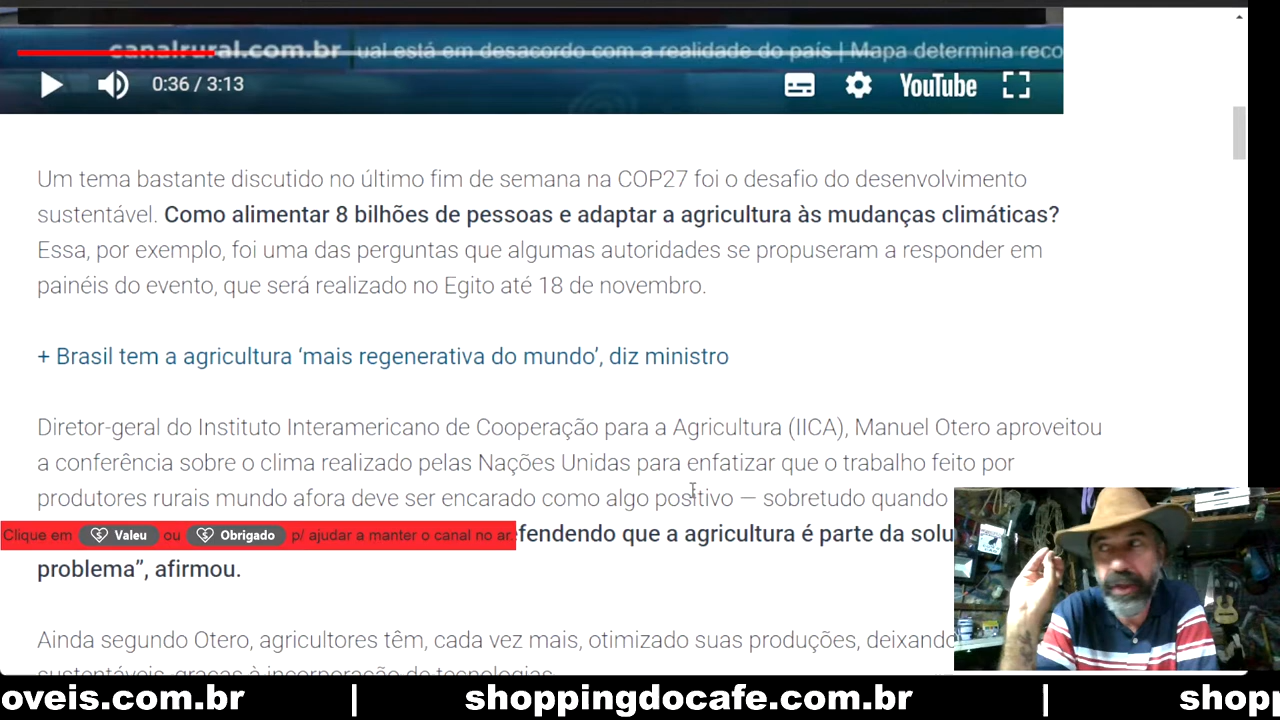 canalrural.com.br
ual está em desacordo com a realidade do país | Mapa determina reco
0:36 / 3:13
YouTube
Um tema bastante discutido no último fim de semana na COP27 foi o desafio do desenvolvimento
sustentável. Como alimentar 8 bilhões de pessoas e adaptar a agricultura às mudanças climáticas?
Essa, por exemplo, foi uma das perguntas que algumas autoridades se propuseram a responder em
painéis do evento, que será realizado no Egito até 18 de novembro.
+ Brasil tem a agricultura ‘mais regenerativa do mundo’, diz ministro
Diretor-geral do Instituto Interamericano de Cooperação para a Agricultura (IICA), Manuel Otero aproveitou
a conferência sobre o clima realizado pelas Nações Unidas para enfatizar que o trabalho feito por
produtores rurais mundo afora deve ser encarado como algo positivo — sobretudo quando
Clique em Valeu ou Obrigado p/ ajudar a manter o canal no ar.
fendendo que a agricultura é parte da solu
problema”, afirmou.
Ainda segundo Otero, agricultores têm, cada vez mais, otimizado suas produções, deixando
sustentáveis, graças à incorporação de tecnologias.
oveis.com.br | shoppingdocafe.com.br | shopp